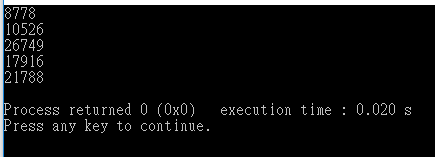 8778
10526
26749
17916
21788
Process returned 0 (0x0)   execution time : 0.020 s
Press any key to continue.